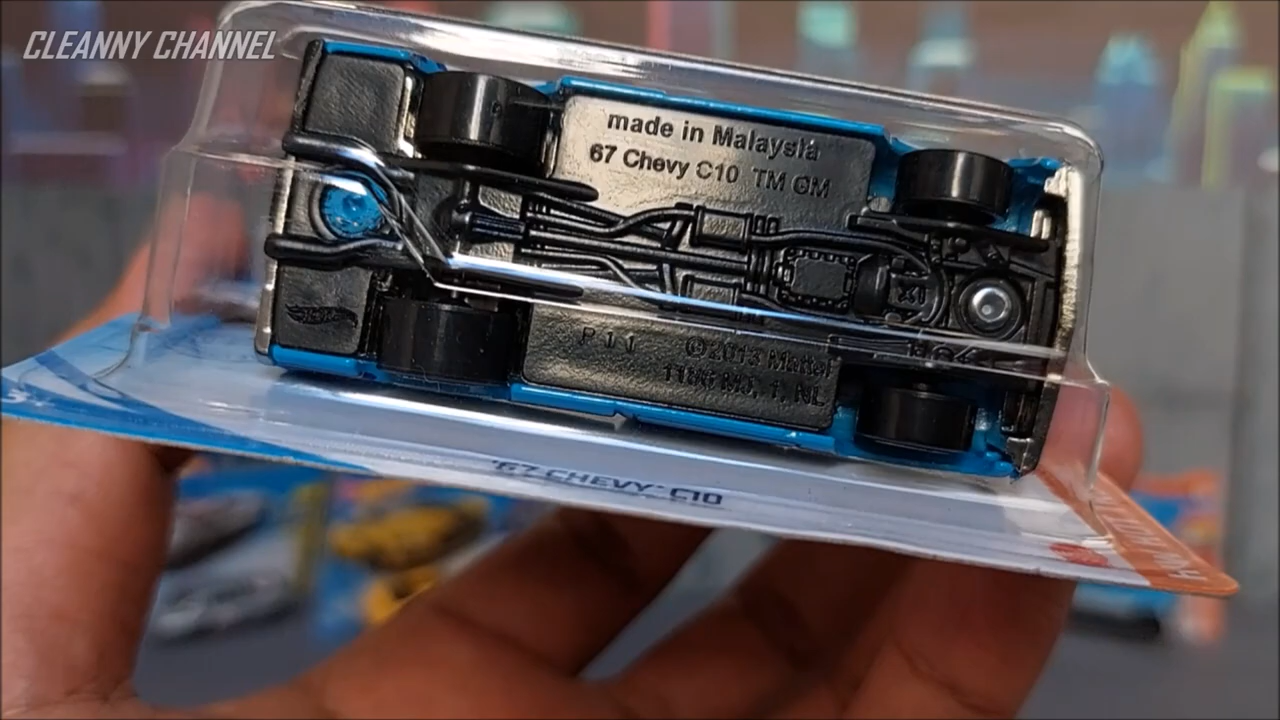 CLEANNY CHANNEL
made in Malaysia
67 Chevy C10 TM GM
P11
©2013 Mattel
1186 MJ, 1, NL
'67 CHEVY C10